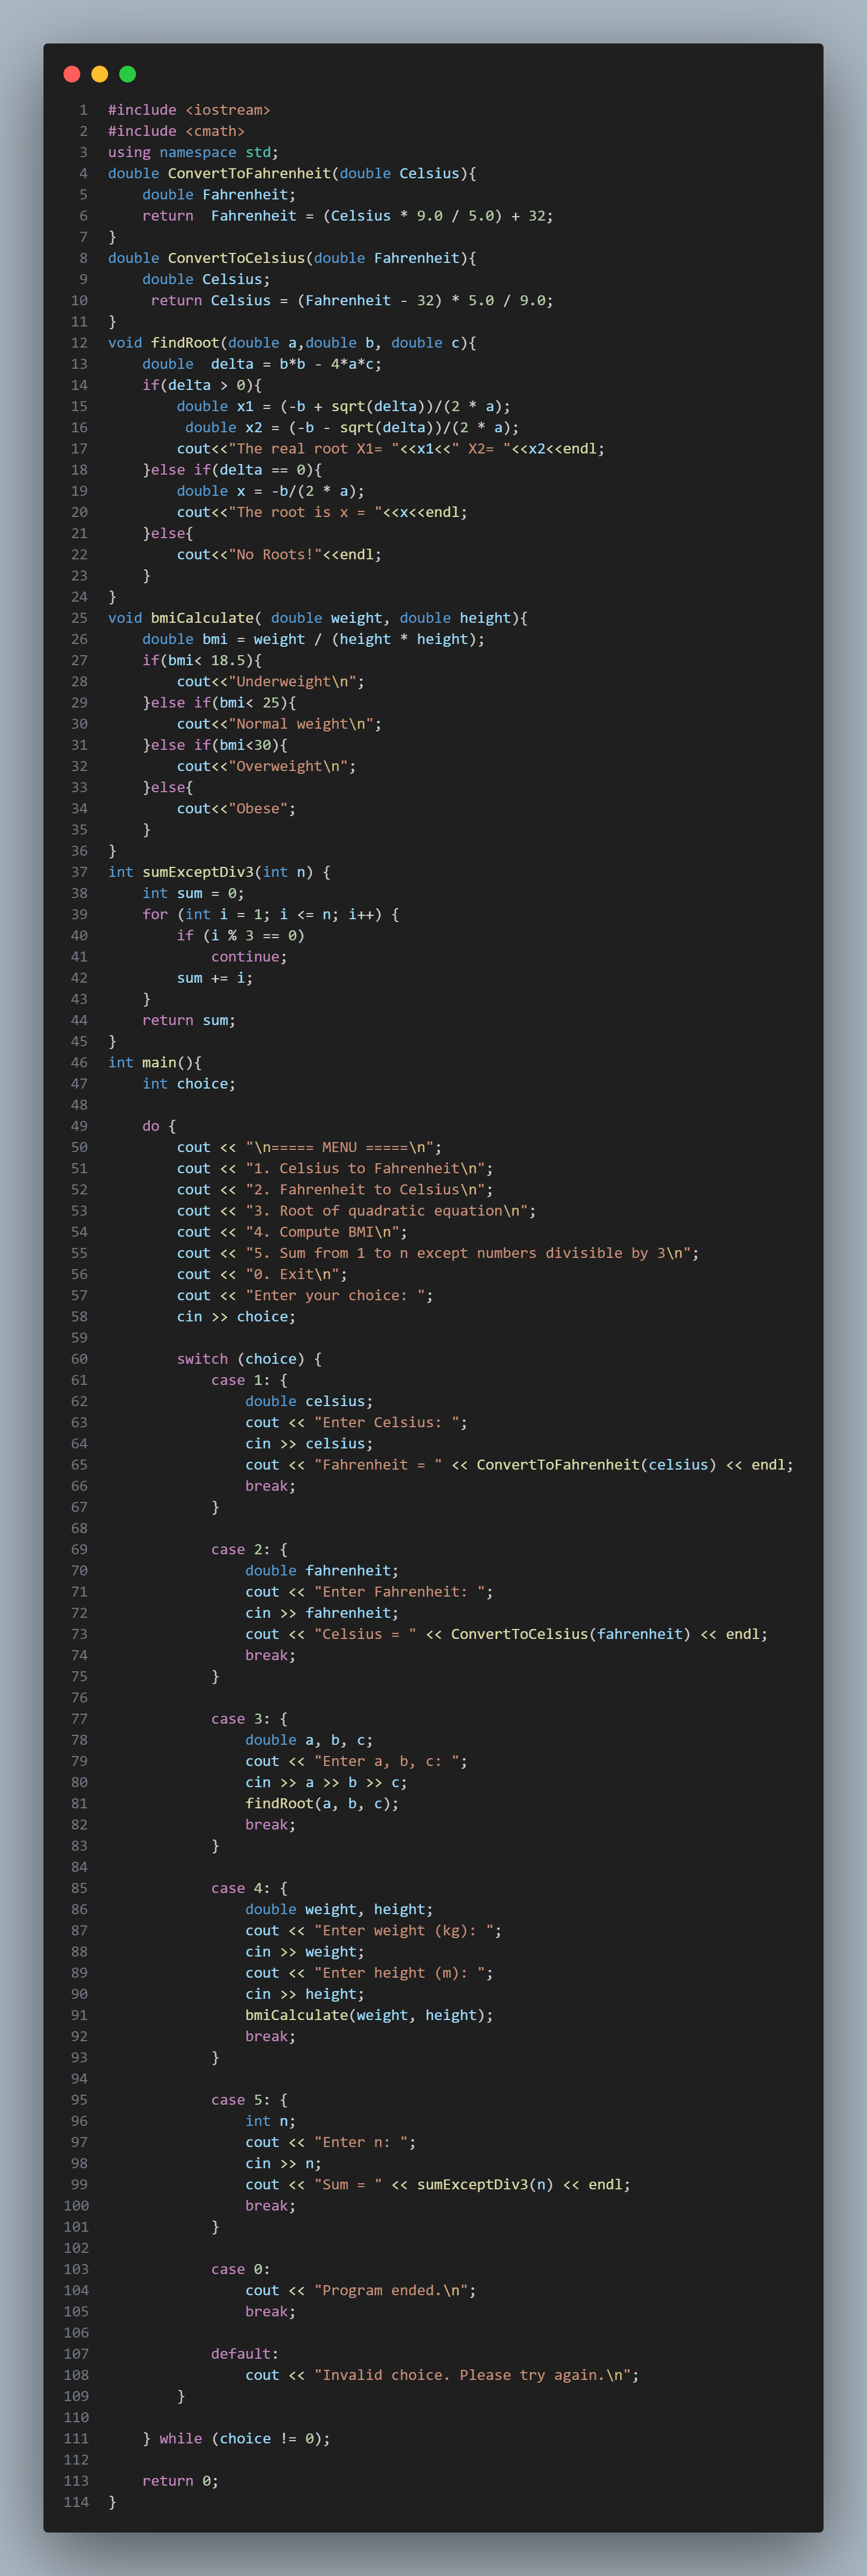 1 #include <iostream>
2 #include <cmath>
3 using namespace std;
4 double ConvertToFahrenheit(double Celsius){
5     double Fahrenheit;
6     return  Fahrenheit = (Celsius * 9.0 / 5.0) + 32;
7 }
8 double ConvertToCelsius(double Fahrenheit){
9     double Celsius;
10      return Celsius = (Fahrenheit - 32) * 5.0 / 9.0;
11 }
12 void findRoot(double a,double b, double c){
13     double  delta = b*b - 4*a*c;
14     if(delta > 0){
15         double x1 = (-b + sqrt(delta))/(2 * a);
16          double x2 = (-b - sqrt(delta))/(2 * a);
17         cout<<"The real root X1= "<<x1<<" X2= "<<x2<<endl;
18     }else if(delta == 0){
19         double x = -b/(2 * a);
20         cout<<"The root is x = "<<x<<endl;
21     }else{
22         cout<<"No Roots!"<<endl;
23     }
24 }
25 void bmiCalculate( double weight, double height){
26     double bmi = weight / (height * height);
27     if(bmi< 18.5){
28         cout<<"Underweight\n";
29     }else if(bmi< 25){
30         cout<<"Normal weight\n";
31     }else if(bmi<30){
32         cout<<"Overweight\n";
33     }else{
34         cout<<"Obese";
35     }
36 }
37 int sumExceptDiv3(int n) {
38     int sum = 0;
39     for (int i = 1; i <= n; i++) {
40         if (i % 3 == 0)
41             continue;
42         sum += i;
43     }
44     return sum;
45 }
46 int main(){
47     int choice;
48
49     do {
50         cout << "\n===== MENU =====\n";
51         cout << "1. Celsius to Fahrenheit\n";
52         cout << "2. Fahrenheit to Celsius\n";
53         cout << "3. Root of quadratic equation\n";
54         cout << "4. Compute BMI\n";
55         cout << "5. Sum from 1 to n except numbers divisible by 3\n";
56         cout << "0. Exit\n";
57         cout << "Enter your choice: ";
58         cin >> choice;
59
60         switch (choice) {
61             case 1: {
62                 double celsius;
63                 cout << "Enter Celsius: ";
64                 cin >> celsius;
65                 cout << "Fahrenheit = " << ConvertToFahrenheit(celsius) << endl;
66                 break;
67             }
68
69             case 2: {
70                 double fahrenheit;
71                 cout << "Enter Fahrenheit: ";
72                 cin >> fahrenheit;
73                 cout << "Celsius = " << ConvertToCelsius(fahrenheit) << endl;
74                 break;
75             }
76
77             case 3: {
78                 double a, b, c;
79                 cout << "Enter a, b, c: ";
80                 cin >> a >> b >> c;
81                 findRoot(a, b, c);
82                 break;
83             }
84
85             case 4: {
86                 double weight, height;
87                 cout << "Enter weight (kg): ";
88                 cin >> weight;
89                 cout << "Enter height (m): ";
90                 cin >> height;
91                 bmiCalculate(weight, height);
92                 break;
93             }
94
95             case 5: {
96                 int n;
97                 cout << "Enter n: ";
98                 cin >> n;
99                 cout << "Sum = " << sumExceptDiv3(n) << endl;
100                 break;
101             }
102
103             case 0:
104                 cout << "Program ended.\n";
105                 break;
106
107             default:
108                 cout << "Invalid choice. Please try again.\n";
109         }
110
111     } while (choice != 0);
112
113     return 0;
114 }